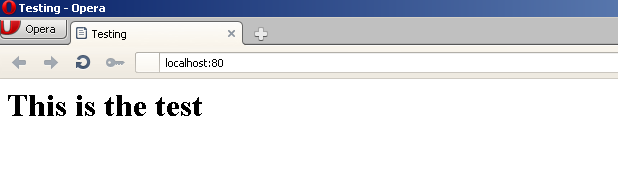 Testing - Opera
Opera
Testing
localhost:80
This is the test